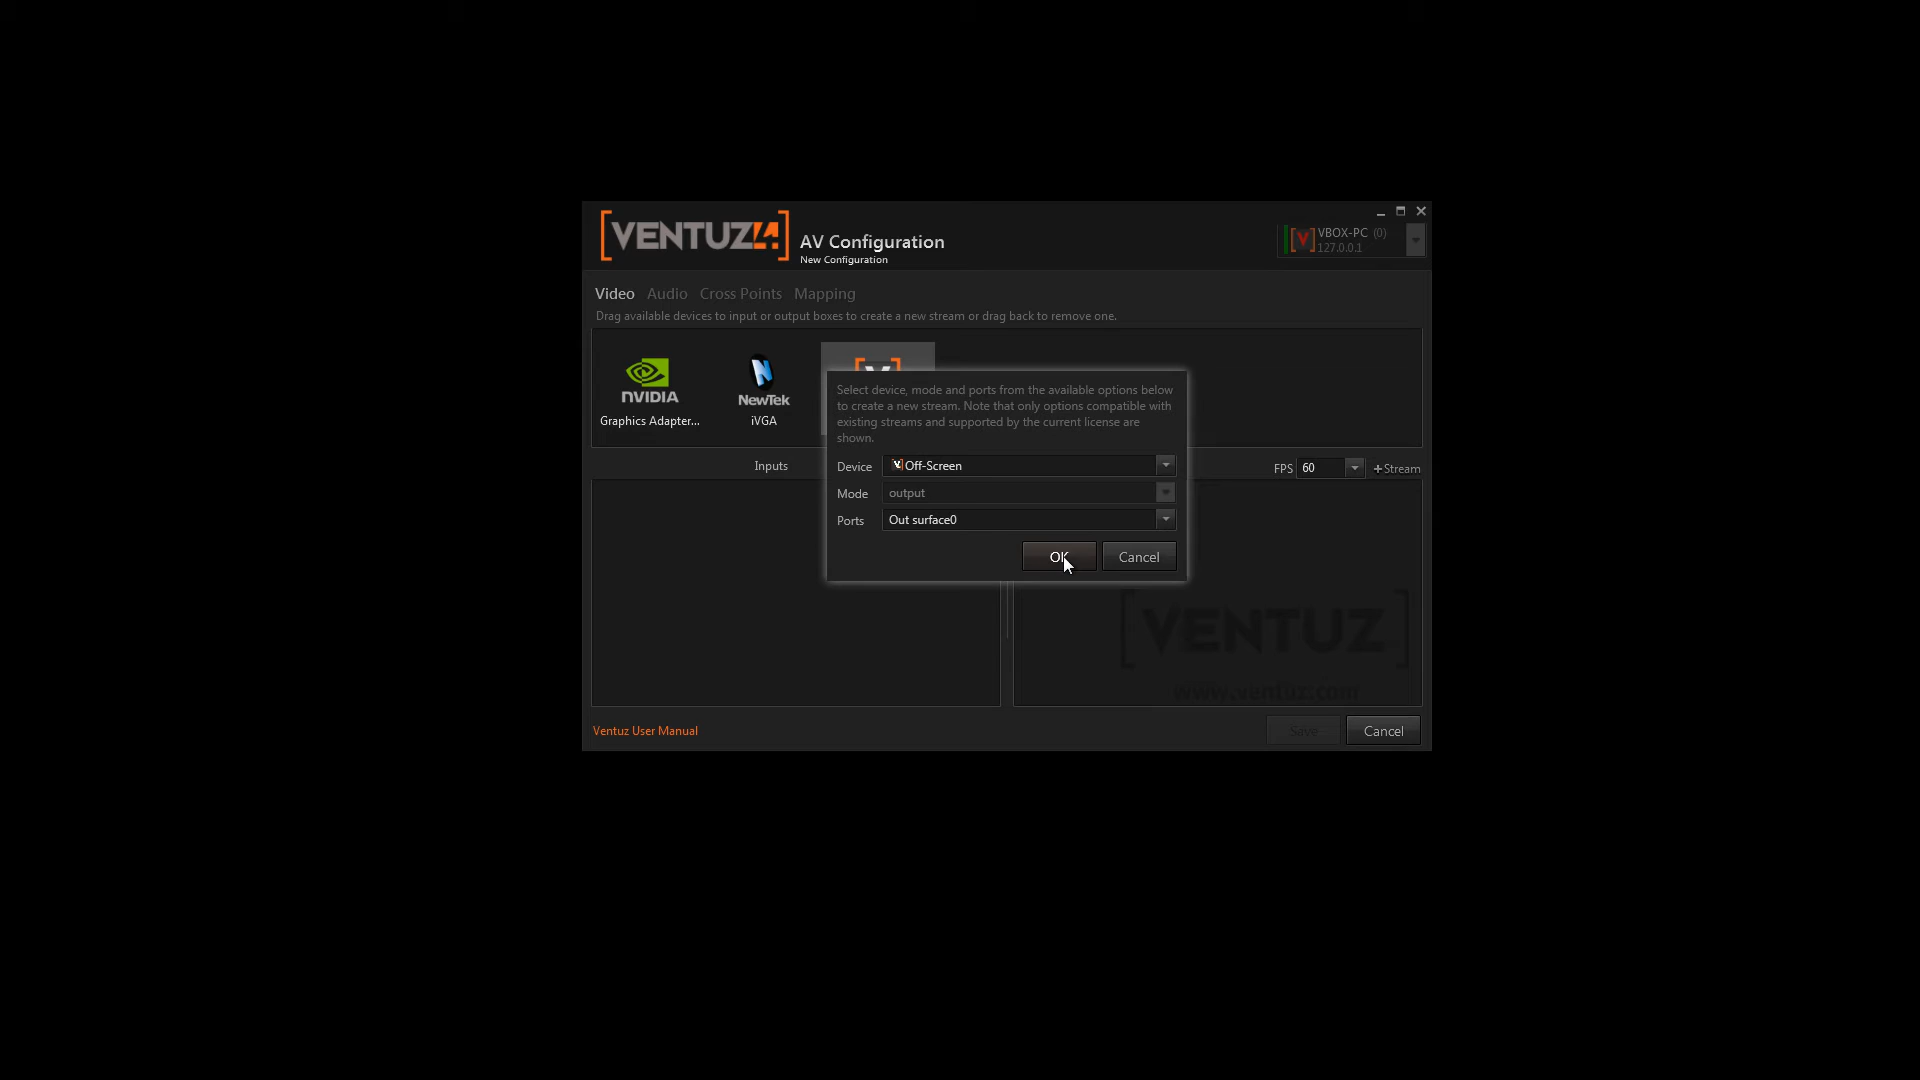 [VENTUZ4]
AV Configuration
New Configuration
VBOX-PC (0)
127.0.0.1
Video Audio Cross Points Mapping
Drag available devices to input or output boxes to create a new stream or drag back to remove one.
NVIDIA
Graphics Adapter...
NewTek
iVGA
Select device, mode and ports from the available options below
to create a new stream. Note that only options compatible with
existing streams and supported by the current license are
shown.
Device Off-Screen
Mode output
Ports Out surface0
OK Cancel
Inputs
FPS 60 +Stream
[VENTUZ]
www.ventuz.com
Ventuz User Manual
Save Cancel